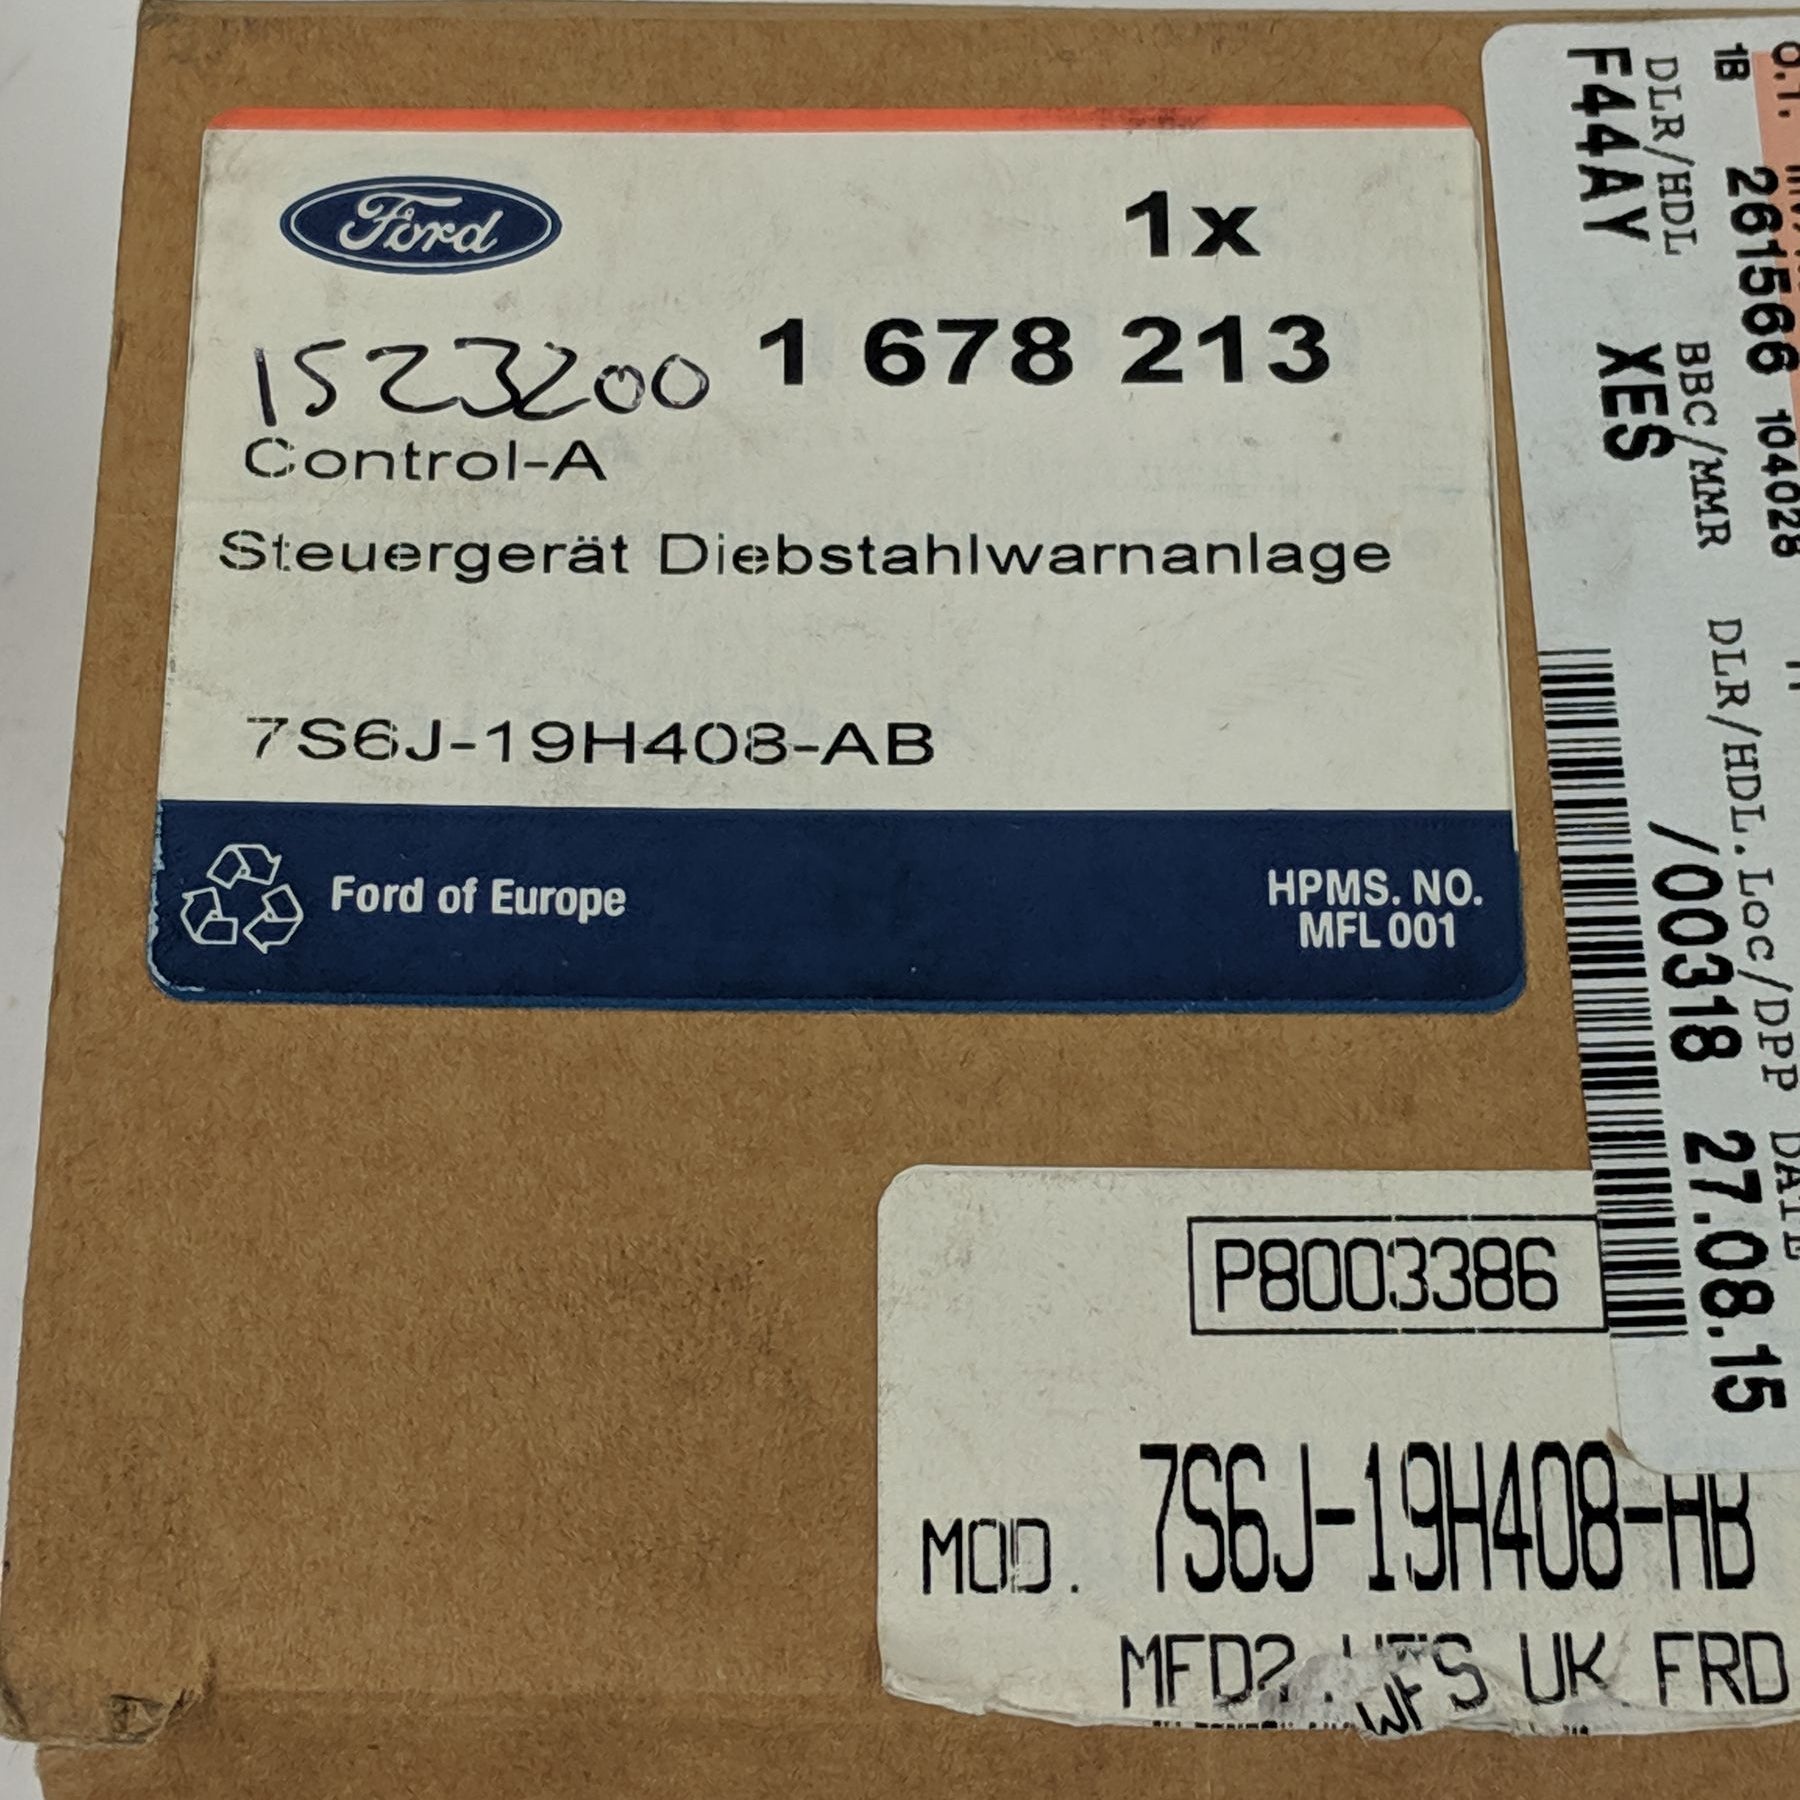 Ford
1x
1523200 1 678 213
Control-A
Steuergerät Diebstahlwarnanlage
7S6J-19H408-AB
Ford of Europe
HPMS. NO.
MFL 001
O.T.
1B 261566 104028
DLR/HDL BBC/MMR DLR/HDL.Loc/DPP DATE
F44AY XES /00318 27.08.15
P8003386
MOD. 7S6J-19H408-AB
UK FRD